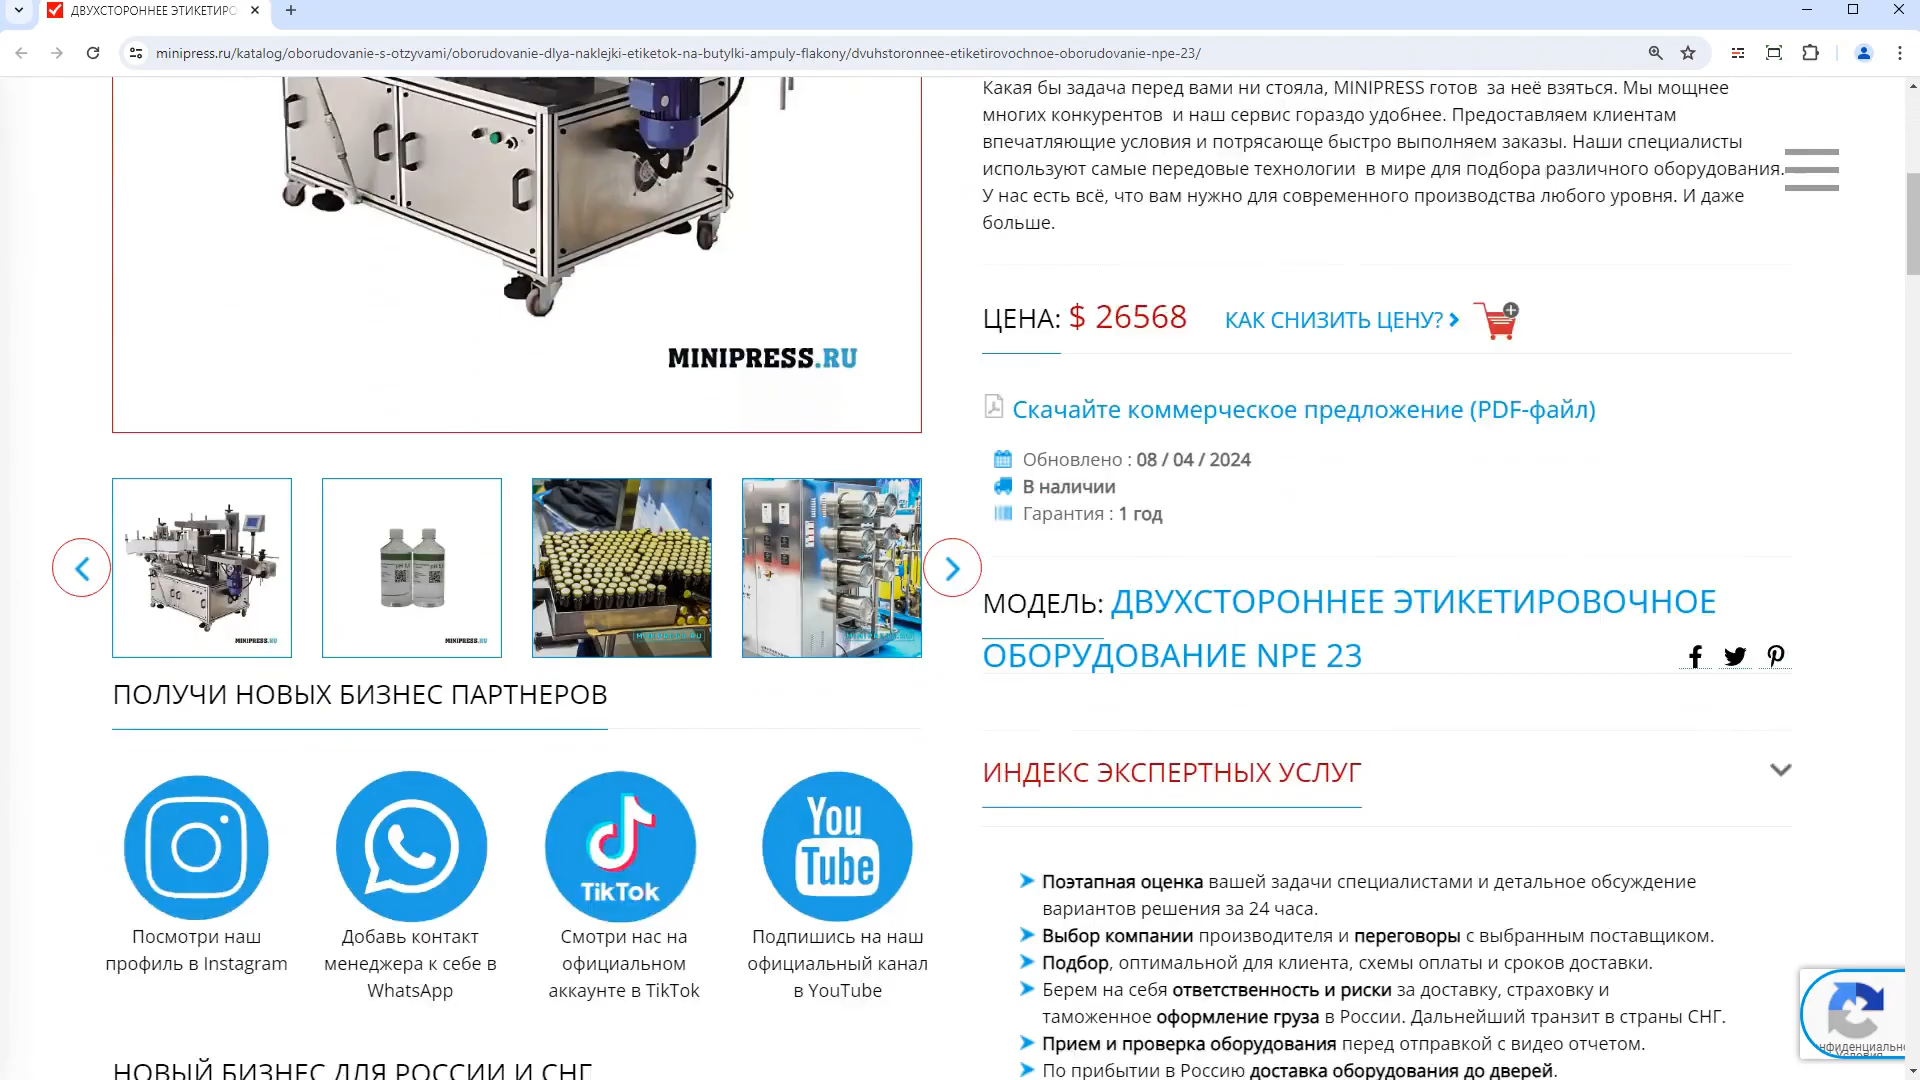 ДВУХСТОРОННЕЕ ЭТИКЕТИРО
minipress.ru/katalog/oborudovanie-s-otzyvami/oborudovanie-dlya-naklejki-etiketok-na-butylki-ampuly-flakony/dvuhstoronnee-etiketirovochnoe-oborudovanie-npe-23/
MINIPRESS.RU
MINIPRESS.RU
MINIPRESS.RU
MINIPRESS.RU
ПОЛУЧИ НОВЫХ БИЗНЕС ПАРТНЕРОВ
TikTok
You
Tube
Посмотри наш
профиль в Instagram
Добавь контакт
менеджера к себе в
WhatsApp
Смотри нас на
официальном
аккаунте в TikTok
Подпишись на наш
официальный канал
в YouTube
НОВЫЙ БИЗНЕС ДЛЯ РОССИИ И СНГ
Какая бы задача перед вами ни стояла, MINIPRESS готов за неё взяться. Мы мощнее
многих конкурентов и наш сервис гораздо удобнее. Предоставляем клиентам
впечатляющие условия и потрясающе быстро выполняем заказы. Наши специалисты
используют самые передовые технологии в мире для подбора различного оборудования.
У нас есть всё, что вам нужно для современного производства любого уровня. И даже
больше.
ЦЕНА: $ 26568 КАК СНИЗИТЬ ЦЕНУ?
Скачайте коммерческое предложение (PDF-файл)
Обновлено : 08 / 04 / 2024
В наличии
Гарантия : 1 год
МОДЕЛЬ: ДВУХСТОРОННЕЕ ЭТИКЕТИРОВОЧНОЕ
ОБОРУДОВАНИЕ NPE 23
ИНДЕКС ЭКСПЕРТНЫХ УСЛУГ
Поэтапная оценка вашей задачи специалистами и детальное обсуждение
вариантов решения за 24 часа.
Выбор компании производителя и переговоры с выбранным поставщиком.
Подбор, оптимальной для клиента, схемы оплаты и сроков доставки.
Берем на себя ответственность и риски за доставку, страховку и
таможенное оформление груза в России. Дальнейший транзит в страны СНГ.
Прием и проверка оборудования перед отправкой с видео отчетом.
По прибытии в Россию доставка оборудования до дверей.